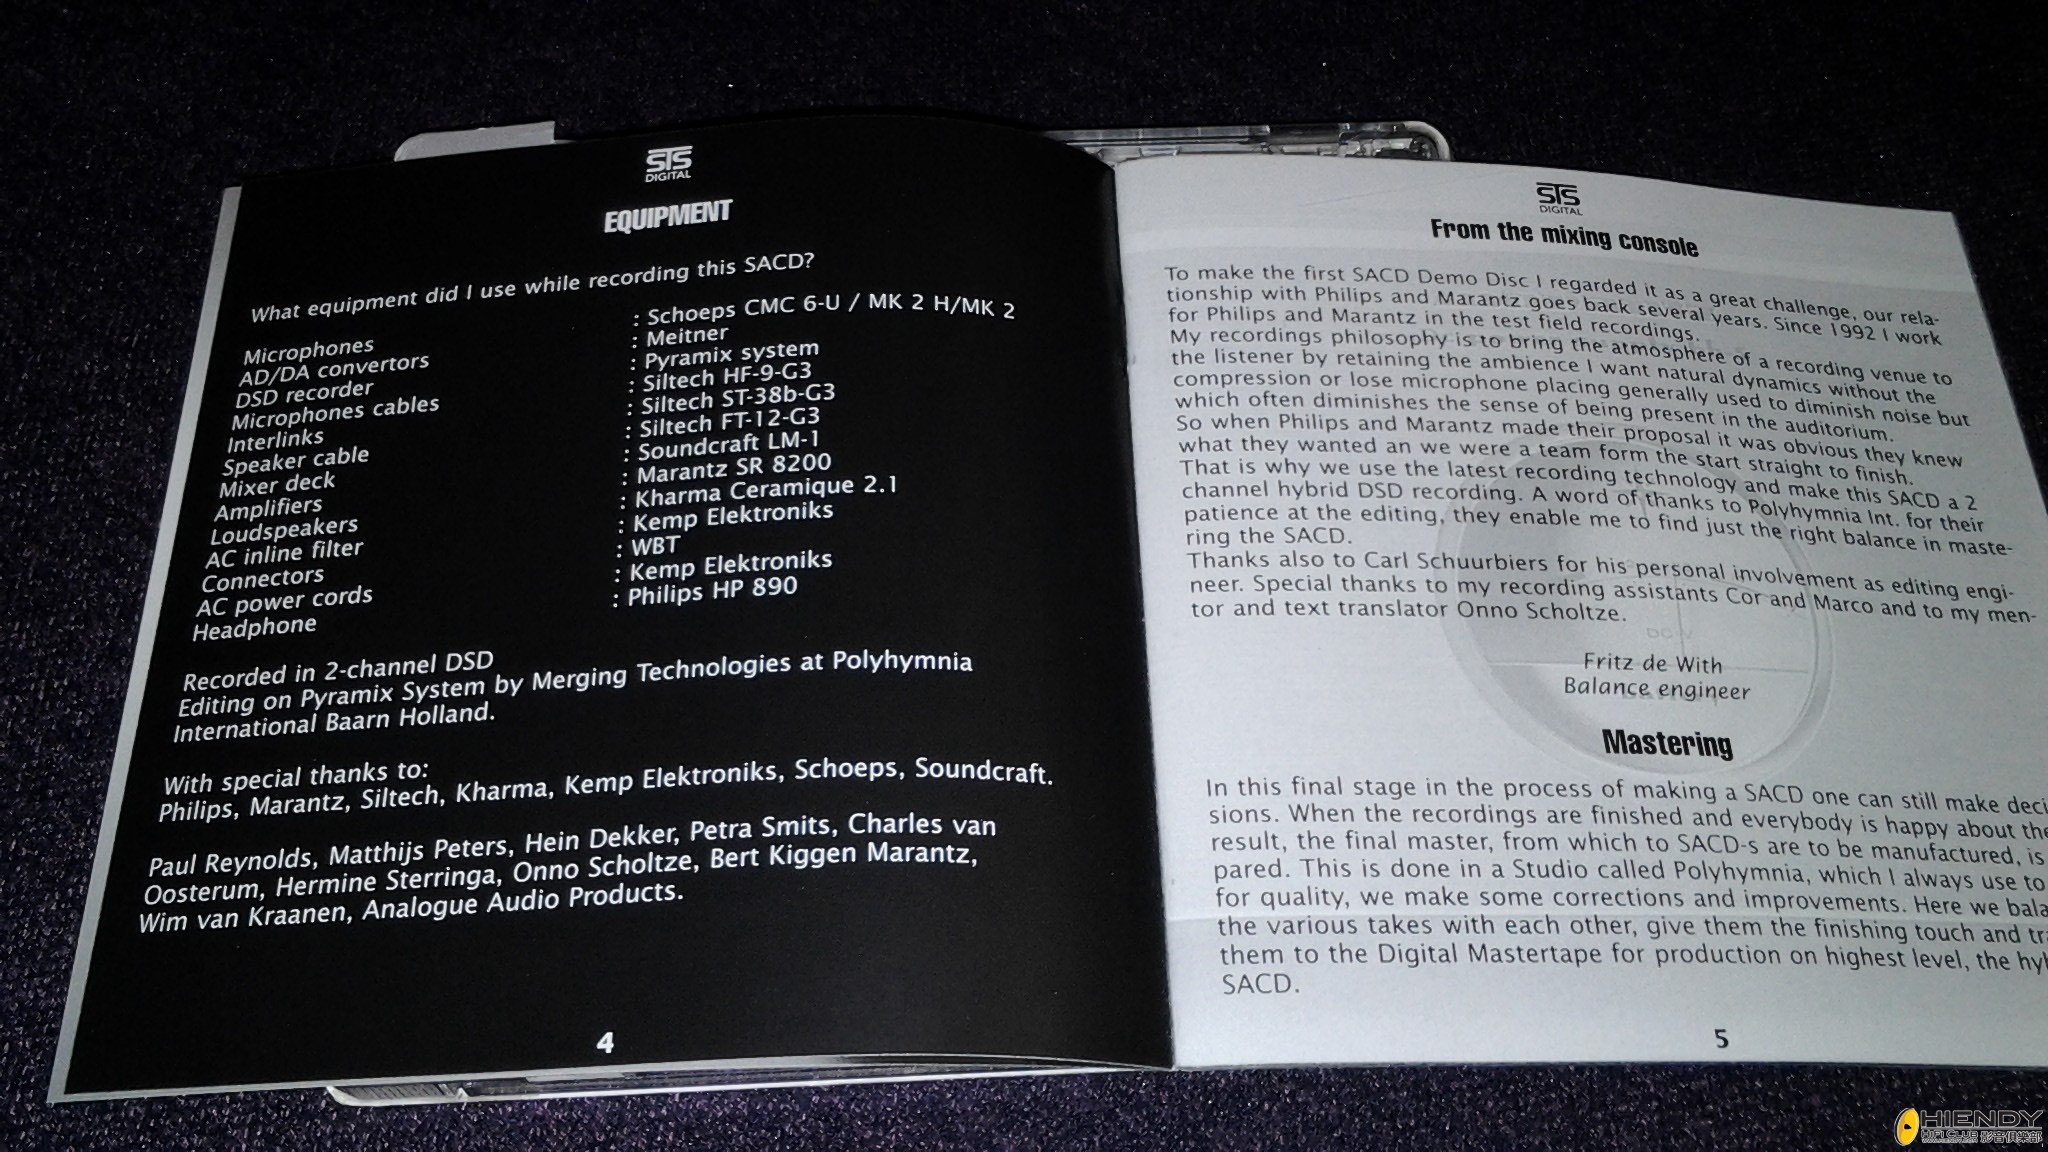 STS
DIGITAL
EQUIPMENT
What equipment did I use while recording this SACD?
Microphones : Schoeps CMC 6-U / MK 2 H/MK 2
AD/DA convertors : Meitner
DSD recorder : Pyramix system
Microphones cables : Siltech HF-9-G3
Interlinks : Siltech ST-38b-G3
Speaker cable : Siltech FT-12-G3
Mixer deck : Soundcraft LM-1
Amplifiers : Marantz SR 8200
Loudspeakers : Kharma Ceramique 2.1
AC inline filter : Kemp Elektroniks
Connectors : WBT
AC power cords : Kemp Elektroniks
Headphone : Philips HP 890
Recorded in 2-channel DSD
Editing on Pyramix System by Merging Technologies at Polyhymnia
International Baarn Holland.
With special thanks to:
Philips, Marantz, Siltech, Kharma, Kemp Elektroniks, Schoeps, Soundcraft.
Paul Reynolds, Matthijs Peters, Hein Dekker, Petra Smits, Charles van
Oosterum, Hermine Sterringa, Onno Scholtze, Bert Kiggen Marantz,
Wim van Kraanen, Analogue Audio Products.
4
STS
DIGITAL
From the mixing console
To make the first SACD Demo Disc I regarded it as a great challenge, our rela-
tionship with Philips and Marantz goes back several years. Since 1992 I work
for Philips and Marantz in the test field recordings.
My recordings philosophy is to bring the atmosphere of a recording venue to
the listener by retaining the ambience I want natural dynamics without the
compression or lose microphone placing generally used to diminish noise but
which often diminishes the sense of being present in the auditorium.
So when Philips and Marantz made their proposal it was obvious they knew
what they wanted an we were a team form the start straight to finish.
That is why we use the latest recording technology and make this SACD a 2
channel hybrid DSD recording. A word of thanks to Polyhymnia Int. for their
patience at the editing, they enable me to find just the right balance in maste-
ring the SACD.
Thanks also to Carl Schuurbiers for his personal involvement as editing engi-
neer. Special thanks to my recording assistants Cor and Marco and to my men-
tor and text translator Onno Scholtze.
Fritz de With
Balance engineer
Mastering
In this final stage in the process of making a SACD one can still make deci
sions. When the recordings are finished and everybody is happy about the
result, the final master, from which to SACD-s are to be manufactured, is
pared. This is done in a Studio called Polyhymnia, which I always use to
for quality, we make some corrections and improvements. Here we bala
the various takes with each other, give them the finishing touch and tr
them to the Digital Mastertape for production on highest level, the hy
SACD.
5
HIENDY
HiFi CLUB 影音俱樂部